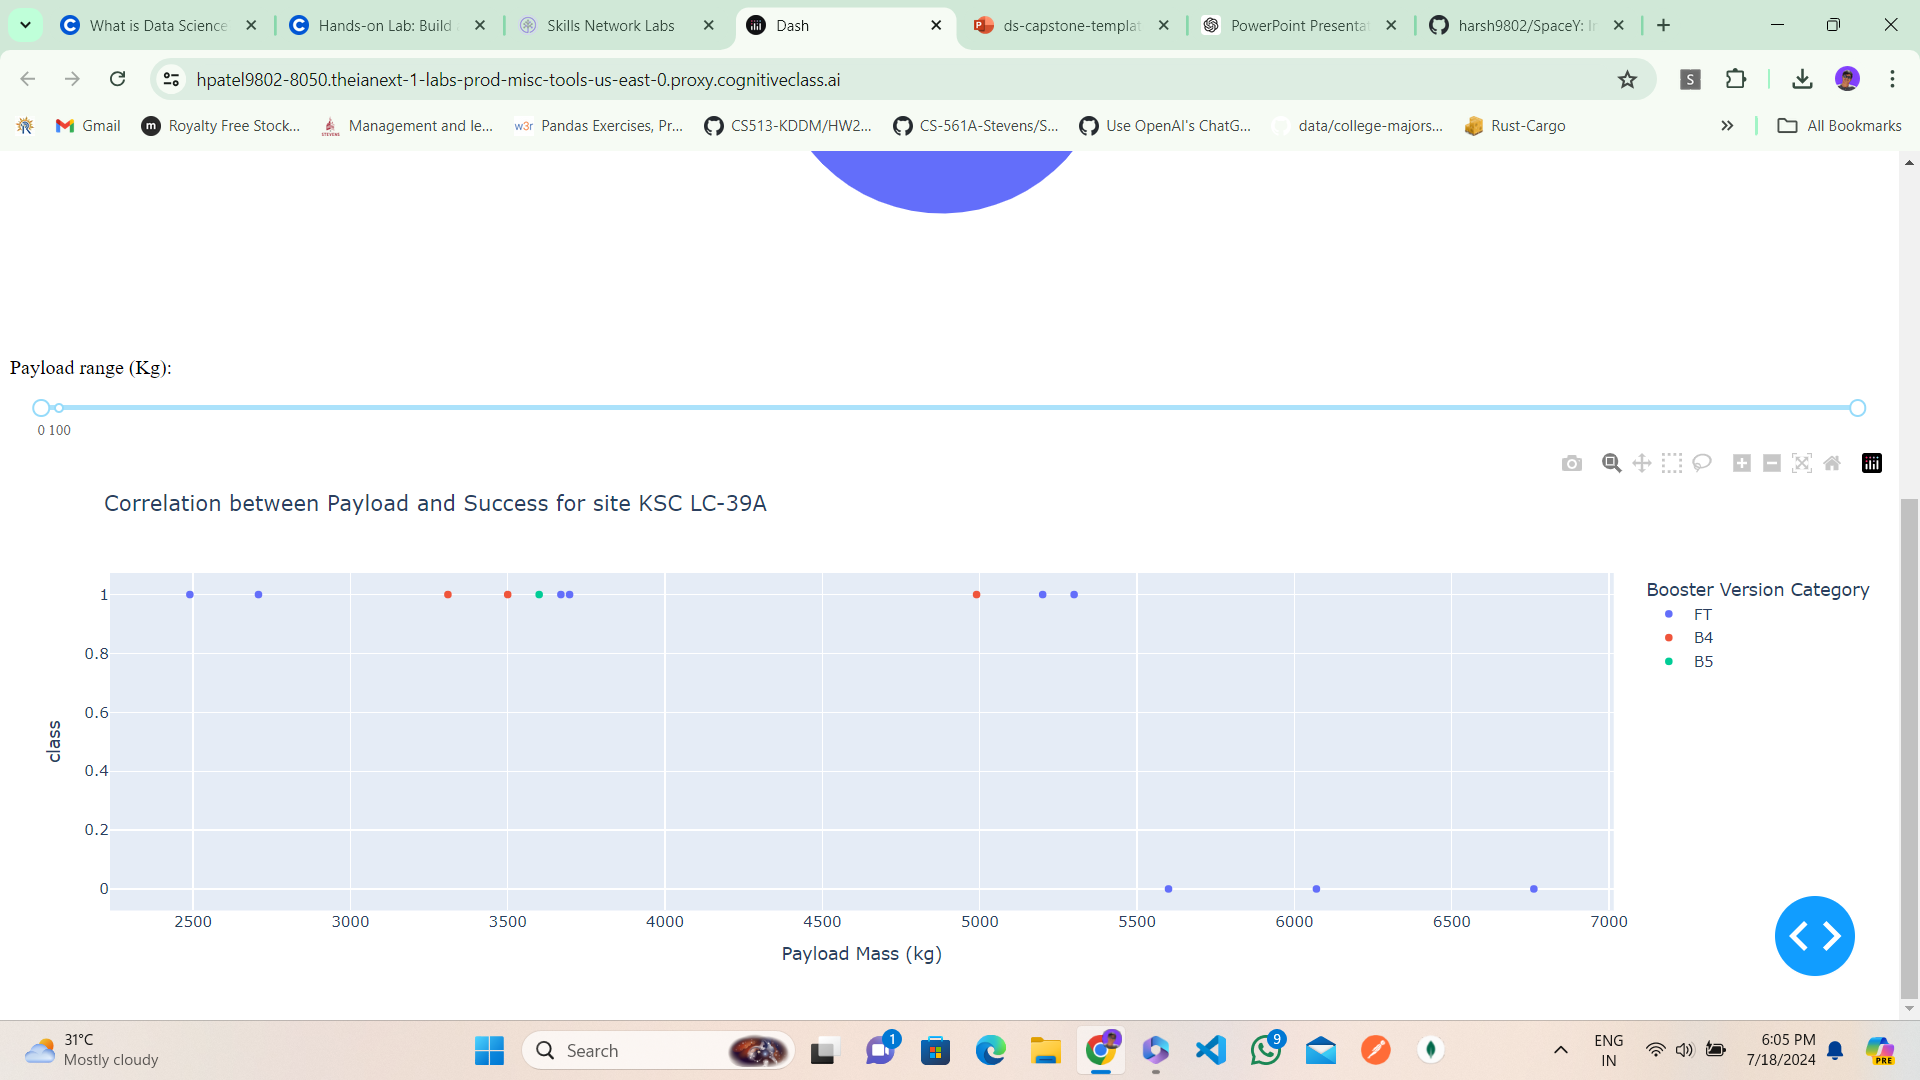 What is Data Science
Hands-on Lab: Build
Skills Network Labs
Dash
ds-capstone-templat
PowerPoint Presentat
harsh9802/SpaceY: I
hpatel9802-8050.theianext-1-labs-prod-misc-tools-us-east-0.proxy.cognitiveclass.ai
S
Gmail
m
Royalty Free Stock...
STEVENS
Management and le...
w3r
Pandas Exercises, Pr...
CS513-KDDM/HW2...
CS-561A-Stevens/S...
Use OpenAI's ChatG...
data/college-majors...
Rust-Cargo
All Bookmarks
Payload range (Kg):
0 100
Correlation between Payload and Success for site KSC LC-39A
Booster Version Category
FT
B4
B5
1
0.8
0.6
0.4
0.2
0
class
2500 3000 3500 4000 4500 5000 5500 6000 6500 7000
Payload Mass (kg)
31°C
Mostly cloudy
Search
1
9
ENG
IN
6:05 PM
7/18/2024
PRE